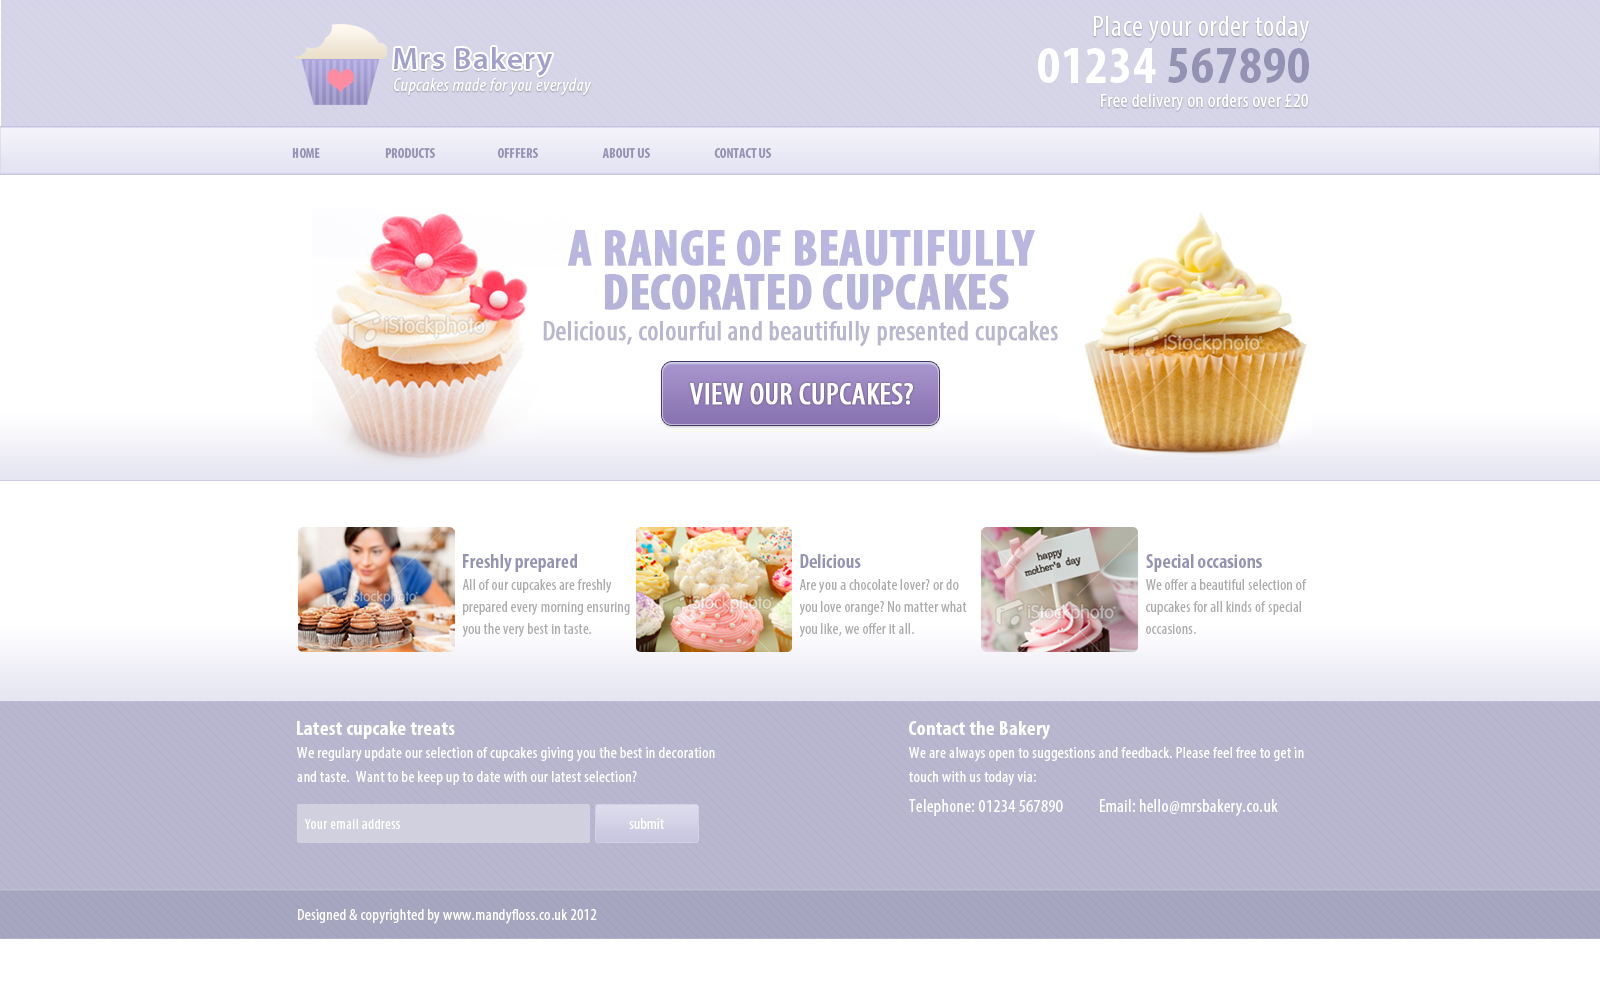 Mrs Bakery
Cupcakes made for you everyday
Place your order today
01234 567890
Free delivery on orders over £20
HOME
PRODUCTS
OFFFERS
ABOUT US
CONTACT US
A RANGE OF BEAUTIFULLY
DECORATED CUPCAKES
Delicious, colourful and beautifully presented cupcakes
VIEW OUR CUPCAKES?
iStockphoto
iStockphoto
iStockphoto
Freshly prepared
All of our cupcakes are freshly
prepared every morning ensuring
you the very best in taste.
iStockphoto
Delicious
Are you a chocolate lover? or do
you love orange? No matter what
you like, we offer it all.
happy
mother's day
iStockphoto
Special occasions
We offer a beautiful selection of
cupcakes for all kinds of special
occasions.
Latest cupcake treats
We regulary update our selection of cupcakes giving you the best in decoration
and taste.  Want to be keep up to date with our latest selection?
Your email address
submit
Contact the Bakery
We are always open to suggestions and feedback. Please feel free to get in
touch with us today via:
Telephone: 01234 567890
Email: hello@mrsbakery.co.uk
Designed & copyrighted by www.mandyfloss.co.uk 2012